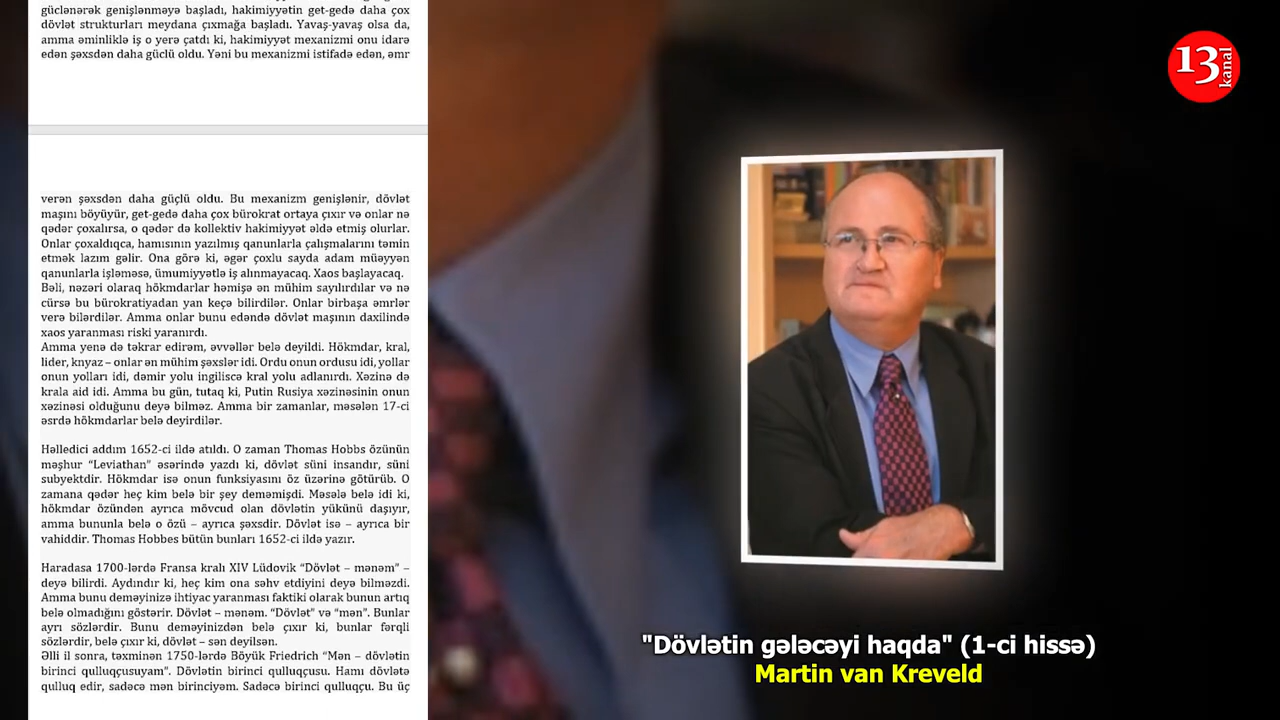 güclənərək genişlənməyə başladı, hakimiyyətin get-gedə daha çox
dövlət strukturları meydana çıxmağa başladı. Yavaş-yavaş olsa da,
amma əminliklə iş o yerə çatdı ki, hakimiyyət mexanizmi onu idarə
edən şəxsdən daha güclü oldu. Yəni bu mexanizmi istifadə edən, əmr
verən şəxsdən daha güçlü oldu. Bu mexanizm genişlənir, dövlət
maşını böyüyür, get-gedə daha çox bürokrat ortaya çıxır və onlar nə
qədər çoxalırsa, o qədər də kollektiv hakimiyyət əldə etmiş olurlar.
Onlar çoxaldıqca, hamısının yazılmış qanunlarla çalışmalarını təmin
etmək lazım gəlir. Ona görə ki, əgər çoxlu sayda adam müəyyən
qanunlarla işləməsə, ümumiyyətlə iş alınmayacaq. Xaos başlayacaq.
Bəli, nəzəri olaraq hökmdarlar həmişə ən mühim sayılırdılar və nə
cürsə bu bürokratiyadan yan keçə bilirdilər. Onlar birbaşa əmrlər
verə bilərdilər. Amma onlar bunu edəndə dövlət maşının daxilində
xaos yaranması riski yaranırdı.
Amma yenə də təkrar edirəm, əvvəllər belə deyildi. Hökmdar, kral,
lider, knyaz – onlar ən mühim şəxslər idi. Ordu onun ordusu idi, yollar
onun yolları idi, dəmir yolu ingiliscə kral yolu adlanırdı. Xəzinə də
krala aid idi. Amma bu gün, tutaq ki, Putin Rusiya xəzinəsinin onun
xəzinəsi olduğunu deyə bilməz. Amma bir zamanlar, məsələn 17-ci
əsrdə hökmdarlar belə deyirdilər.
Həlledici addım 1652-ci ildə atıldı. O zaman Thomas Hobbs özünün
məşhur “Leviathan” əsərində yazdı ki, dövlət süni insandır, süni
subyektdir. Hökmdar isə onun funksiyasını öz üzərinə götürüb. O
zamana qədər heç kim belə bir şey deməmişdi. Məsələ belə idi ki,
hökmdar özündən ayrıca mövcud olan dövlətin yükünü daşıyır,
amma bununla belə o özü – ayrıca şəxsdir. Dövlət isə – ayrıca bir
vahiddir. Thomas Hobbes bütün bunları 1652-ci ildə yazır.
Haradasa 1700-lərdə Fransa kralı XIV Lüdovik “Dövlət – mənəm” –
deyə bilirdi. Aydındır ki, heç kim ona səhv etdiyini deyə bilməzdi.
Amma bunu deməyinizə ihtiyac yaranması faktiki olaraq bunun artıq
belə olmadığını göstərir. Dövlət – mənəm. “Dövlət” və “mən”. Bunlar
ayrı sözlərdir. Bunu deməyinizdən belə çıxır ki, bunlar fərqli
sözlərdir, belə çıxır ki, dövlət – sən deyilsən.
Əlli il sonra, təxminən 1750-lərdə Böyük Friedrich “Mən – dövlətin
birinci qulluqçusuyam”. Dövlətin birinci qulluqçusu. Hamı dövlətə
qulluq edir, sadəcə mən birinciyəm. Sadəcə birinci qulluqçu. Bu üç
13 kanal
"Dövlətin gələcəyi haqda" (1-ci hissə)
Martin van Kreveld